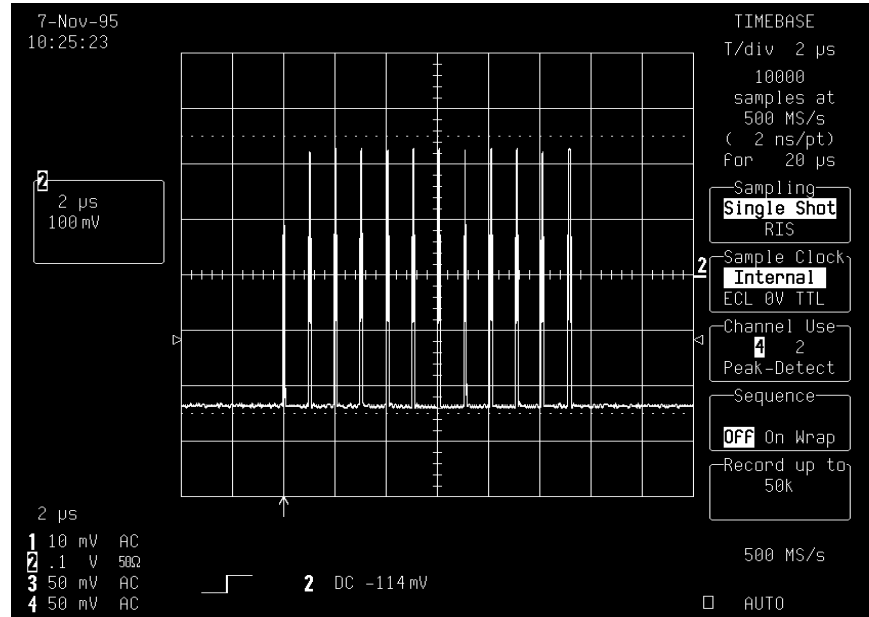 7-Nov-95
10:25:23
2
2 µs
100 mV
2 µs
1 10 mV AC
2 .1 V 50Ω
3 50 mV AC
4 50 mV AC
2 DC -114 mV
2
TIMEBASE
T/div 2 µs
10000
samples at
500 MS/s
( 2 ns/pt)
for 20 µs
Sampling
Single Shot
RIS
Sample Clock
Internal
ECL 0V TTL
Channel Use
4 2
Peak-Detect
Sequence
Off On Wrap
Record up to
50k
500 MS/s
AUTO